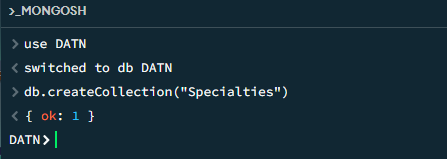 >_MONGOSH
> use DATN
< switched to db DATN
> db.createCollection("Specialties")
< { ok: 1 }
DATN>